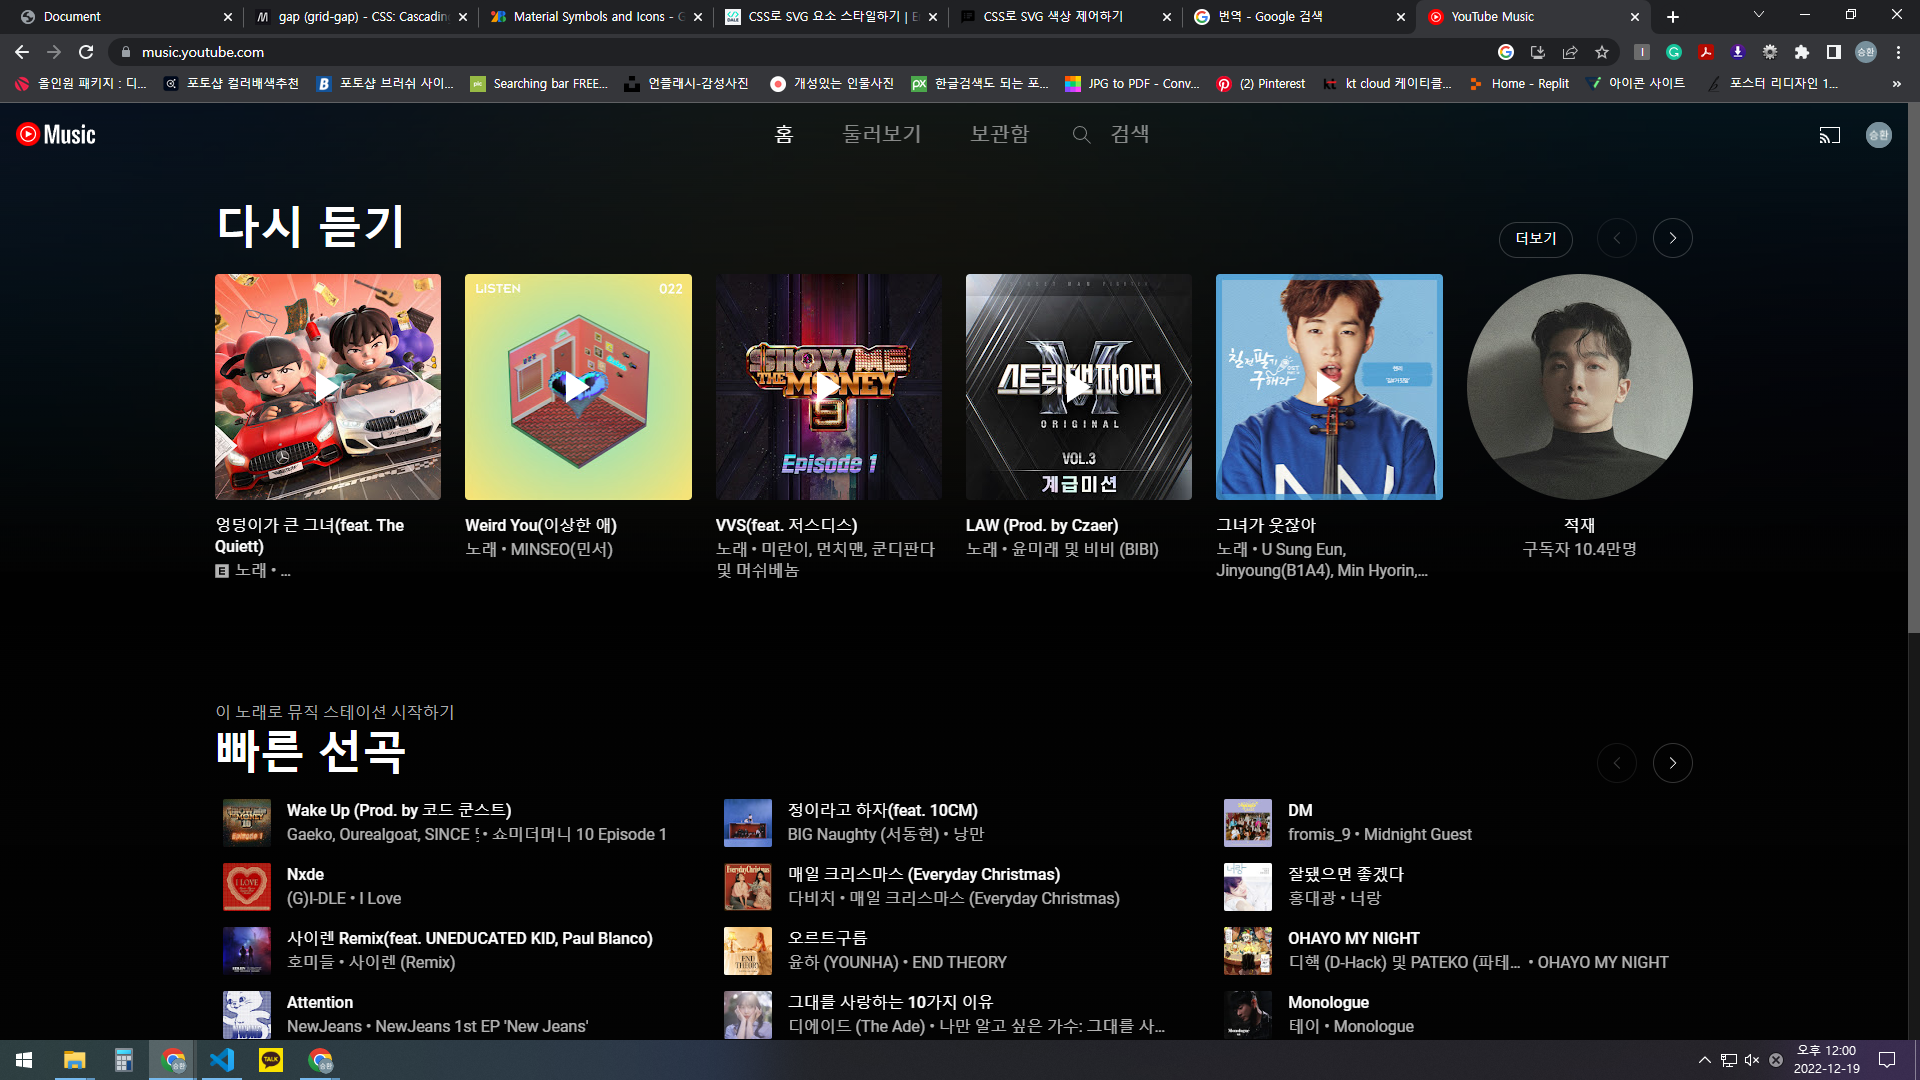 Document
gap (grid-gap) - CSS: Cascading
Material Symbols and Icons - G
CSS로 SVG 요소 스타일하기 | E
CSS로 SVG 색상 제어하기
번역 - Google 검색
YouTube Music
music.youtube.com
승환
올인원 패키지 : 디...
포토샵 컬러배색추천
포토샵 브러쉬 사이...
Searching bar FREE...
언플래시-감성사진
개성있는 인물사진
한글검색도 되는 포...
JPG to PDF - Conv...
(2) Pinterest
kt cloud 케이티클...
Home - Replit
아이콘 사이트
포스터 리디자인 1...
Music
홈
둘러보기
보관함
검색
승환
다시 듣기
더보기
LISTEN 022
SHOW ME
THE MONEY
9
Episode 1
스트릿맨파이터
ORIGINAL
VOL.3
계급미션
칠전팔기
구해라
엉덩이가 큰 그녀(feat. The
Quiett)
E 노래 • ...
Weird You(이상한 애)
노래 • MINSEO(민서)
VVS(feat. 저스디스)
노래 • 미란이, 먼치맨, 쿤디판다
및 머쉬베놈
LAW (Prod. by Czaer)
노래 • 윤미래 및 비비 (BIBI)
그녀가 웃잖아
노래 • U Sung Eun,
Jinyoung(B1A4), Min Hyorin,...
적재
구독자 10.4만명
이 노래로 뮤직 스테이션 시작하기
빠른 선곡
Wake Up (Prod. by 코드 쿤스트)
Gaeko, Ourealgoat, SINCE • 쇼미더머니 10 Episode 1
정이라고 하자(feat. 10CM)
BIG Naughty (서동현) • 낭만
DM
fromis_9 • Midnight Guest
Nxde
(G)I-DLE • I Love
매일 크리스마스 (Everyday Christmas)
다비치 • 매일 크리스마스 (Everyday Christmas)
잘됐으면 좋겠다
홍대광 • 너랑
사이렌 Remix(feat. UNEDUCATED KID, Paul Blanco)
호미들 • 사이렌 (Remix)
오르트구름
윤하 (YOUNHA) • END THEORY
OHAYO MY NIGHT
디핵 (D-Hack) 및 PATEKO (파테... • OHAYO MY NIGHT
Attention
NewJeans • NewJeans 1st EP 'New Jeans'
그대를 사랑하는 10가지 이유
디에이드 (The Ade) • 나만 알고 싶은 가수: 그대를 사...
Monologue
테이 • Monologue
TALK
오후 12:00
2022-12-19